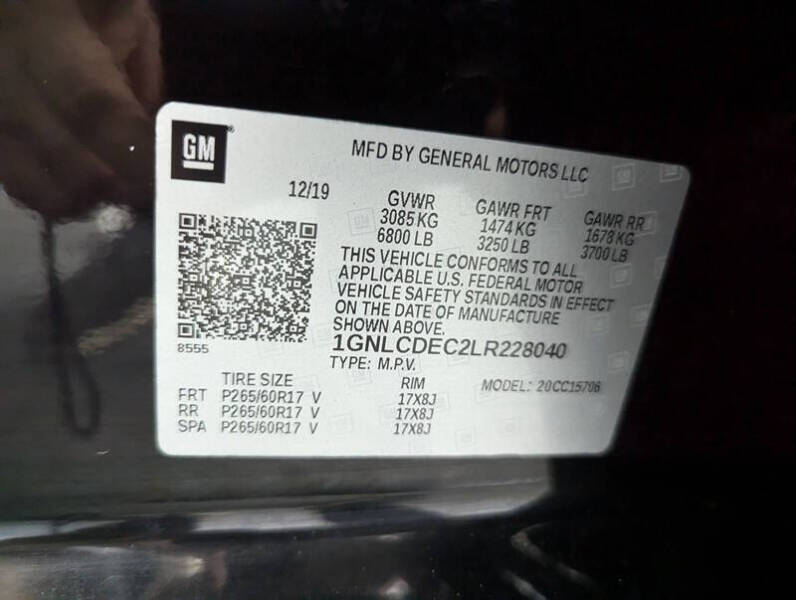 GM
MFD BY GENERAL MOTORS LLC
12/19
GVWR GAWR FRT GAWR RR
3085 KG 1474 KG 1678 KG
6800 LB 3250 LB 3700 LB
THIS VEHICLE CONFORMS TO ALL
APPLICABLE U.S. FEDERAL MOTOR
VEHICLE SAFETY STANDARDS IN EFFECT
ON THE DATE OF MANUFACTURE
SHOWN ABOVE.
8555
1GNLCDEC2LR228040
TYPE: M.P.V.
MODEL: 20CC15706
TIRE SIZE RIM
FRT P265/60R17 V 17X8J
RR P265/60R17 V 17X8J
SPA P265/60R17 V 17X8J